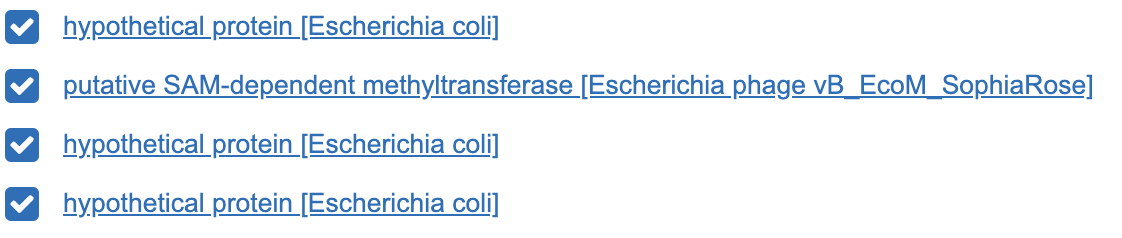 hypothetical protein [Escherichia coli]
putative SAM-dependent methyltransferase [Escherichia phage vB_EcoM_SophiaRose]
hypothetical protein [Escherichia coli]
hypothetical protein [Escherichia coli]